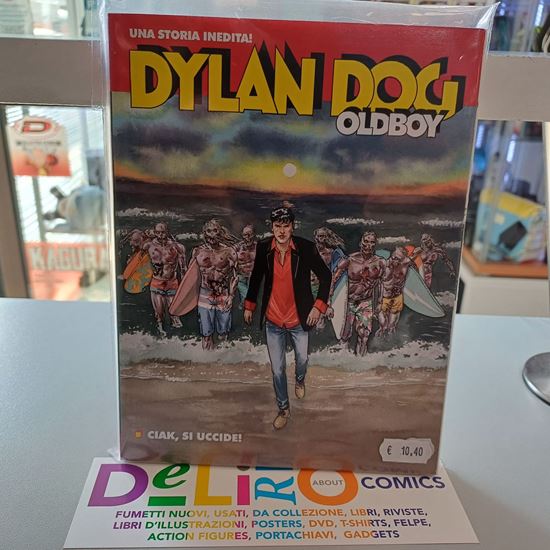 UNA STORIA INEDITA!
DYLAN DOG
OLDBOY
KAGUR
CIAK, SI UCCIDE!
€ 10,40
DeLiRiO
ABOUT
COMICS
FUMETTI NUOVI, USATI, DA COLLEZIONE, LIBRI, RIVISTE,
LIBRI D'ILLUSTRAZIONI, POSTERS, DVD, T-SHIRTS, FELPE,
ACTION FIGURES, PORTACHIAVI, GADGETS